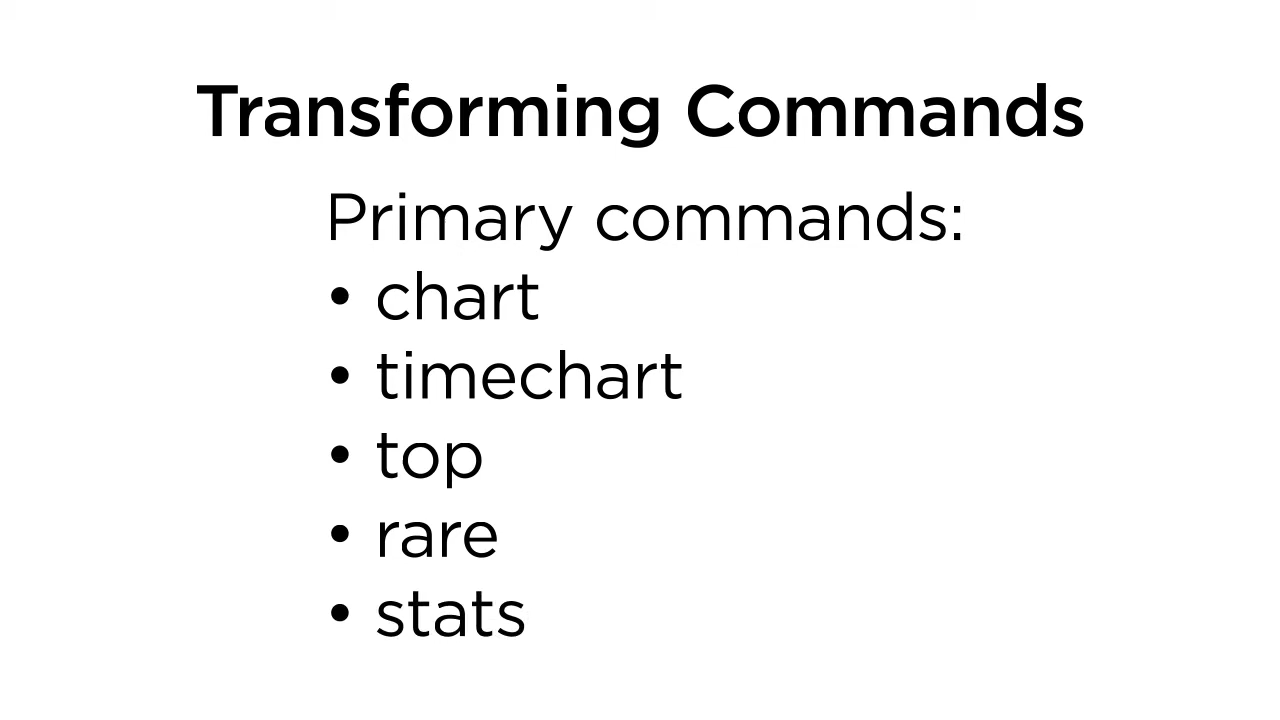 Transforming Commands
Primary commands:
• chart
• timechart
• top
• rare
• stats